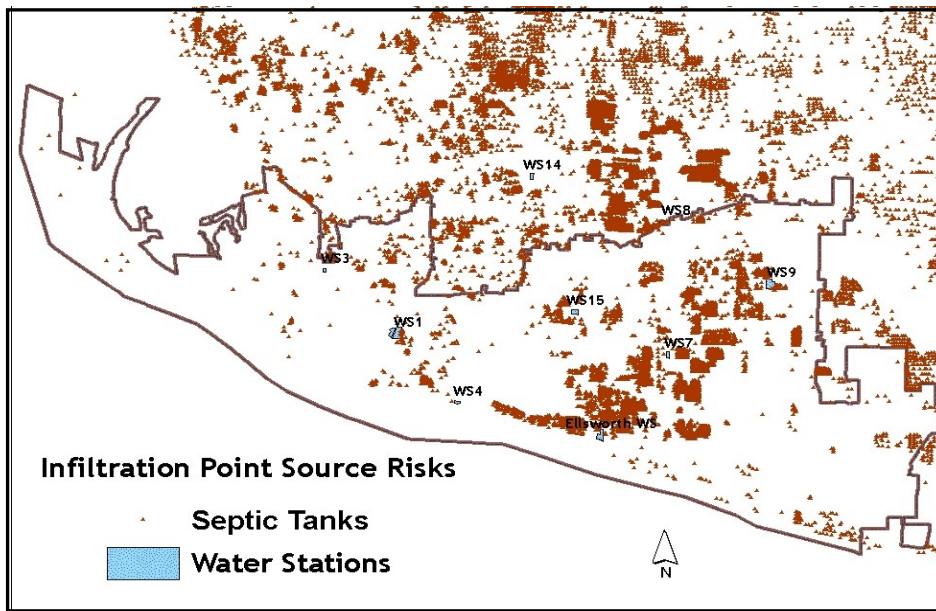 WS14
WS8
WS3
WS9
WS15
WS1
WS7
WS4
Ellsworth WS
Infiltration Point Source Risks
Septic Tanks
Water Stations
N